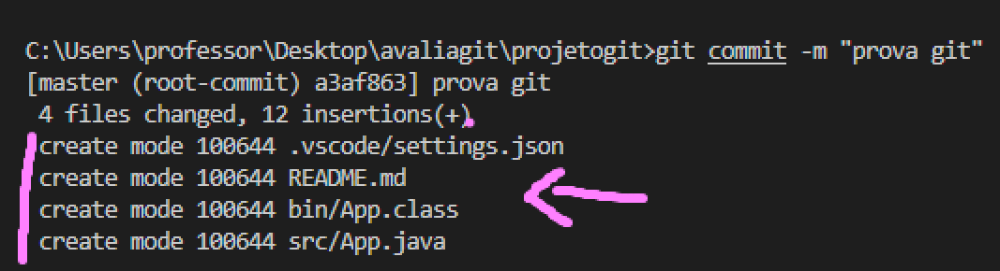 C:\Users\professor\Desktop\avaliagit\projetogit>git commit -m "prova git"
[master (root-commit) a3af863] prova git
 4 files changed, 12 insertions(+)
 create mode 100644 .vscode/settings.json
 create mode 100644 README.md
 create mode 100644 bin/App.class
 create mode 100644 src/App.java